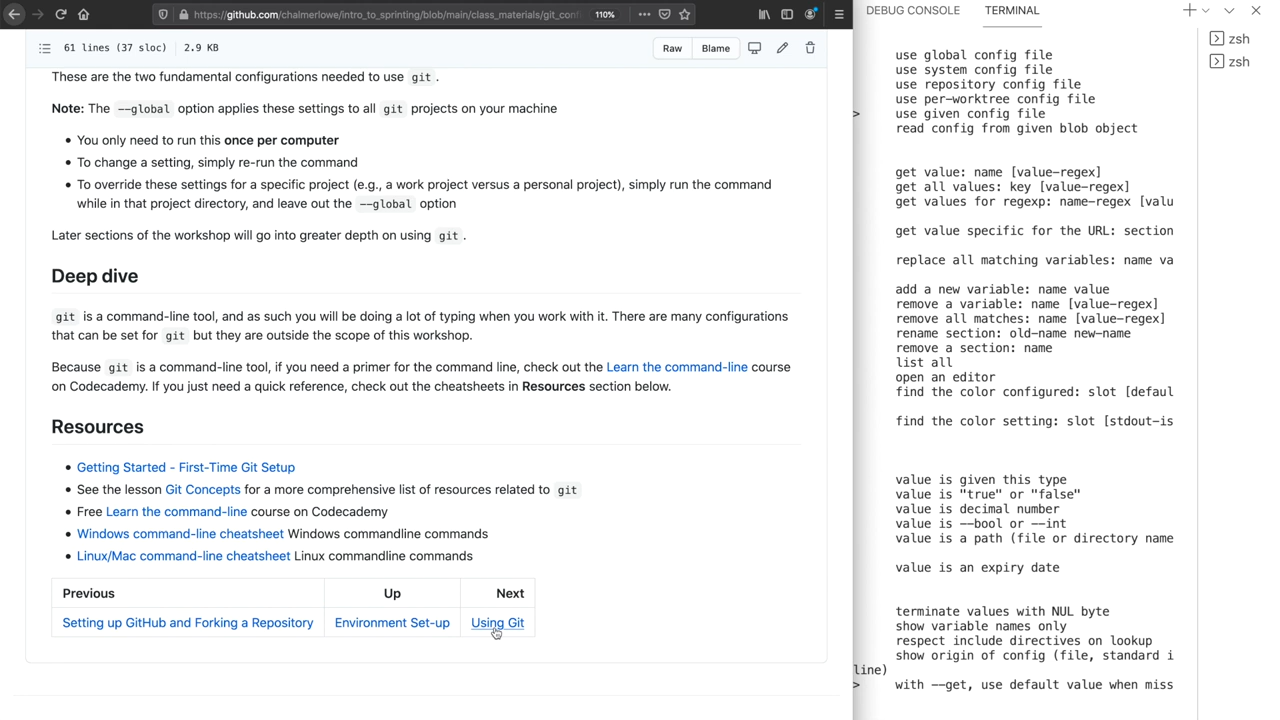 https://github.com/chalmerlowe/intro_to_sprinting/blob/main/class_materials/git_conf
110%
61 lines (37 sloc) 2.9 KB
Raw Blame
These are the two fundamental configurations needed to use git .
Note: The --global option applies these settings to all git projects on your machine
• You only need to run this once per computer
• To change a setting, simply re-run the command
• To override these settings for a specific project (e.g., a work project versus a personal project), simply run the command
while in that project directory, and leave out the --global option
Later sections of the workshop will go into greater depth on using git .
Deep dive
git is a command-line tool, and as such you will be doing a lot of typing when you work with it. There are many configurations
that can be set for git but they are outside the scope of this workshop.
Because git is a command-line tool, if you need a primer for the command line, check out the Learn the command-line course
on Codecademy. If you just need a quick reference, check out the cheatsheets in Resources section below.
Resources
• Getting Started - First-Time Git Setup
• See the lesson Git Concepts for a more comprehensive list of resources related to git
• Free Learn the command-line course on Codecademy
• Windows command-line cheatsheet Windows commandline commands
• Linux/Mac command-line cheatsheet Linux commandline commands
Previous Up Next
Setting up GitHub and Forking a Repository Environment Set-up Using Git
DEBUG CONSOLE TERMINAL
zsh
zsh
use global config file
use system config file
use repository config file
use per-worktree config file
> use given config file
read config from given blob object
get value: name [value-regex]
get all values: key [value-regex]
get values for regexp: name-regex [valu
get value specific for the URL: section
replace all matching variables: name va
add a new variable: name value
remove a variable: name [value-regex]
remove all matches: name [value-regex]
rename section: old-name new-name
remove a section: name
list all
open an editor
find the color configured: slot [defaul
find the color setting: slot [stdout-is
value is given this type
value is "true" or "false"
value is decimal number
value is --bool or --int
value is a path (file or directory name
value is an expiry date
terminate values with NUL byte
show variable names only
respect include directives on lookup
show origin of config (file, standard i
line)
> with --get, use default value when miss